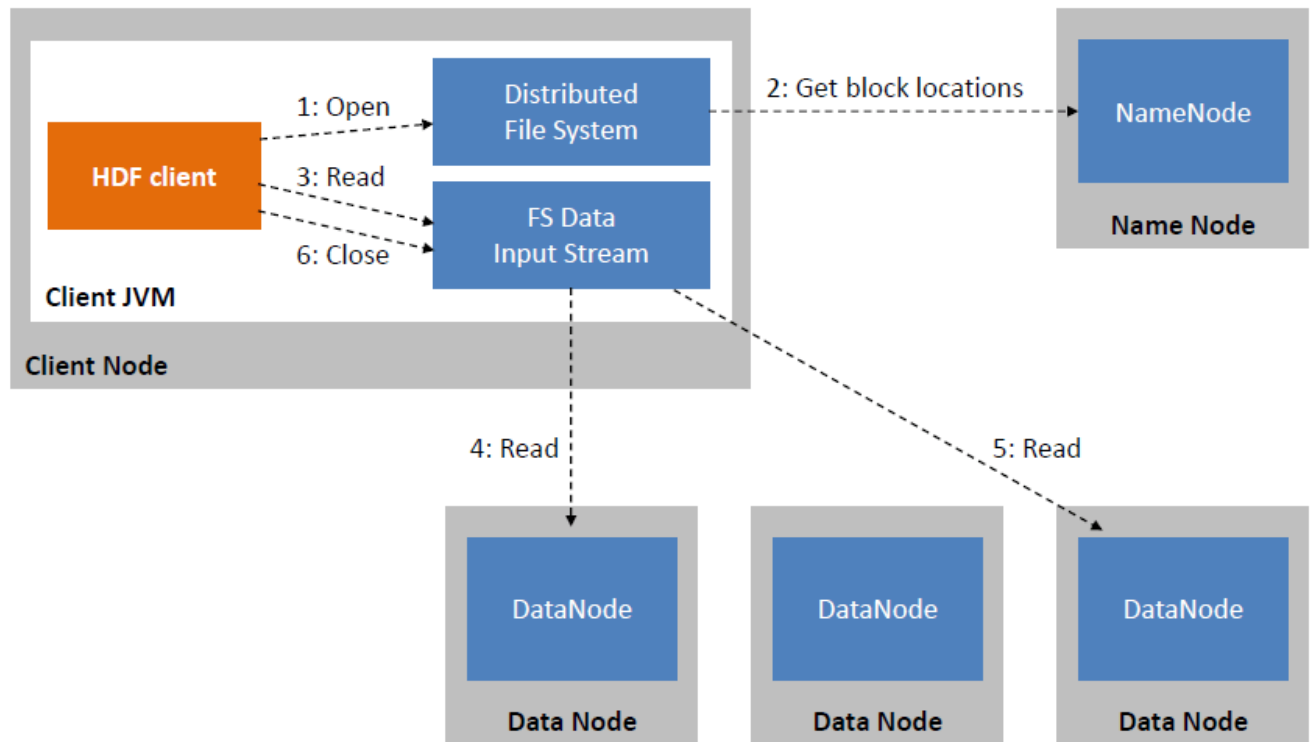 1: Open
Distributed
File System
2: Get block locations
NameNode
HDF client
3: Read
FS Data
Input Stream
6: Close
Name Node
Client JVM
Client Node
4: Read
5: Read
DataNode
DataNode
DataNode
Data Node
Data Node
Data Node